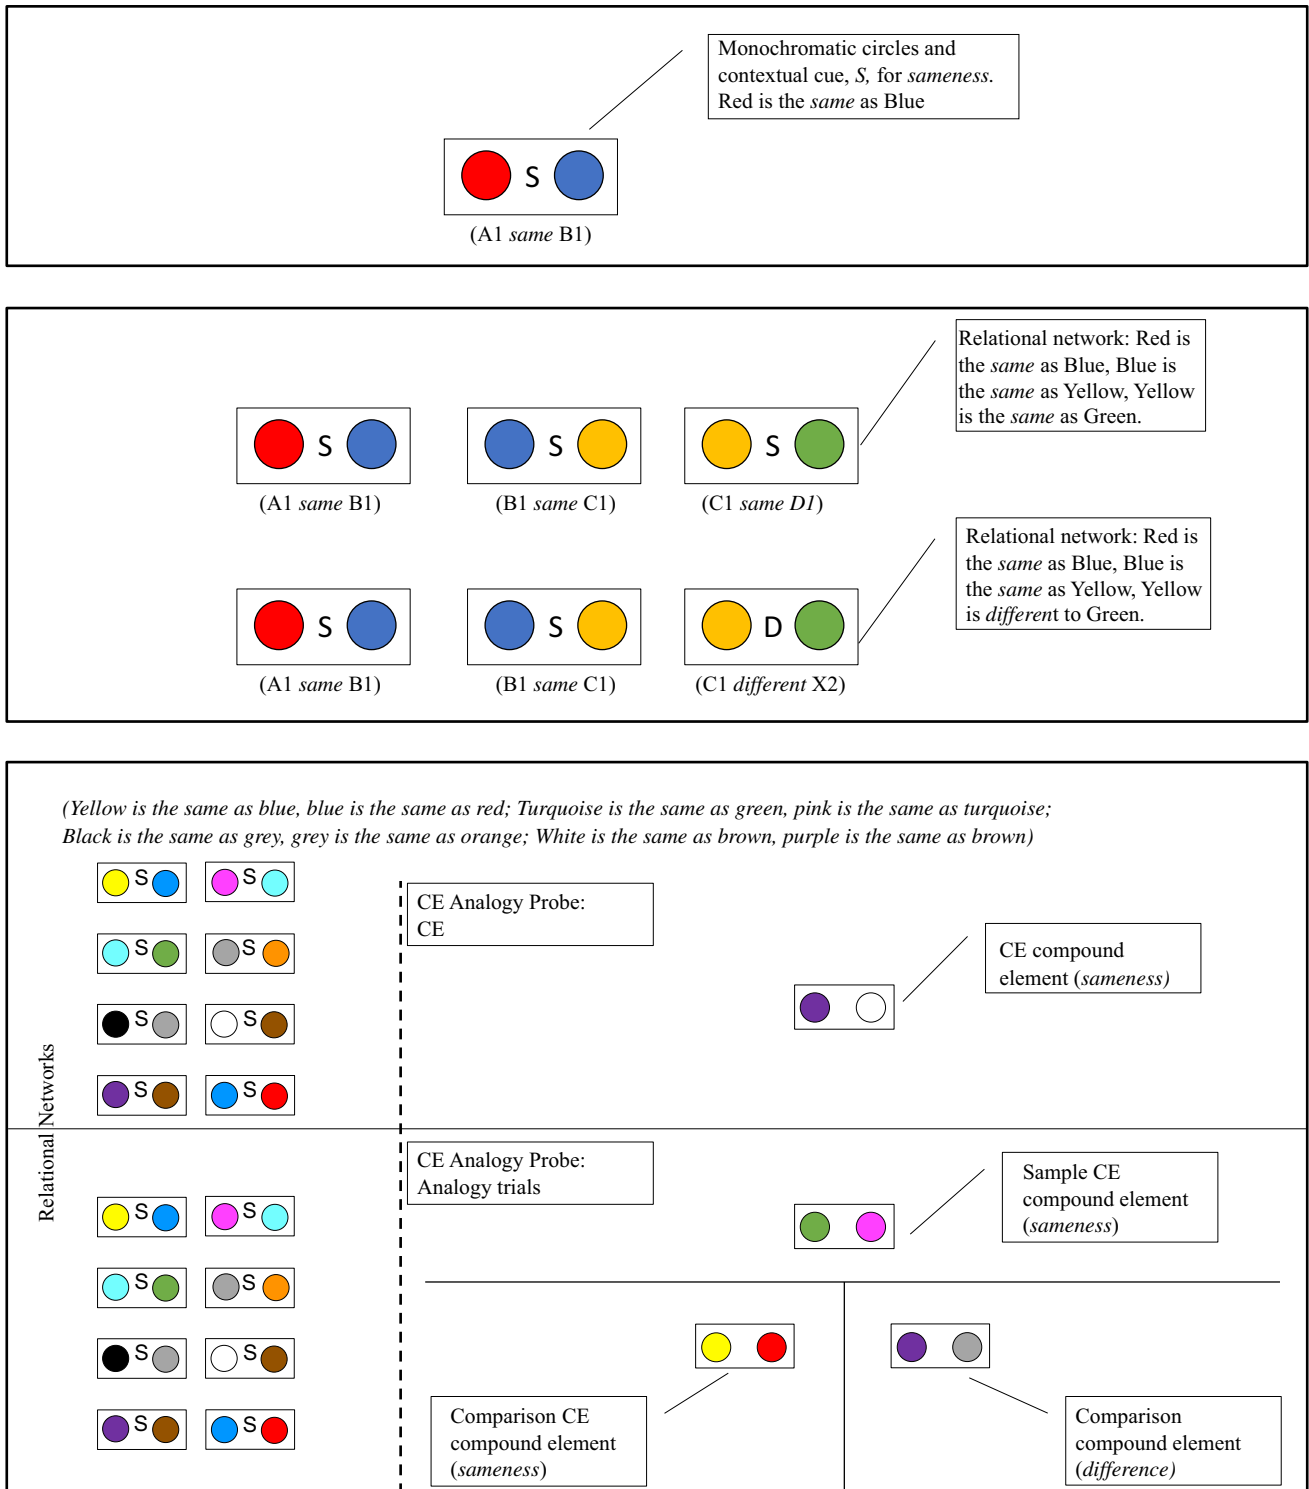 Monochromatic circles and
contextual cue, S, for sameness.
Red is the same as Blue
S
(A1 same B1)
Relational network: Red is
the same as Blue, Blue is
the same as Yellow, Yellow
is the same as Green.
S S S
(A1 same B1) (B1 same C1) (C1 same D1)
Relational network: Red is
the same as Blue, Blue is
the same as Yellow, Yellow
is different to Green.
S S D
(A1 same B1) (B1 same C1) (C1 different X2)
(Yellow is the same as blue, blue is the same as red; Turquoise is the same as green, pink is the same as turquoise;
Black is the same as grey, grey is the same as orange; White is the same as brown, purple is the same as brown)
Relational Networks
S S
S S
S S
S S
CE Analogy Probe:
CE
CE compound
element (sameness)
S S
S S
S S
S S
CE Analogy Probe:
Analogy trials
Sample CE
compound element
(sameness)
Comparison CE
compound element
(sameness)
Comparison
compound element
(difference)